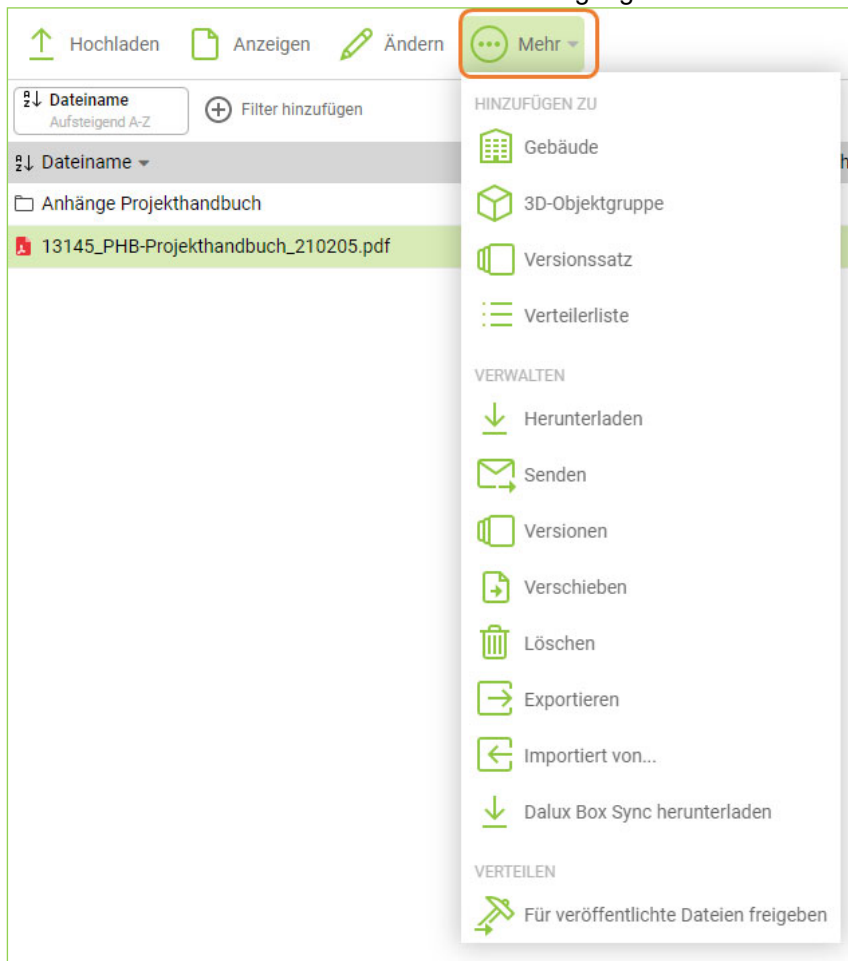 Hochladen Anzeigen Ändern Mehr
Dateiname
Aufsteigend A-Z
Filter hinzufügen
Dateiname
Anhänge Projekthandbuch
13145_PHB-Projekthandbuch_210205.pdf
HINZUFÜGEN ZU
Gebäude
3D-Objektgruppe
Versionssatz
Verteilerliste
VERWALTEN
Herunterladen
Senden
Versionen
Verschieben
Löschen
Exportieren
Importiert von...
Dalux Box Sync herunterladen
VERTEILEN
Für veröffentlichte Dateien freigeben